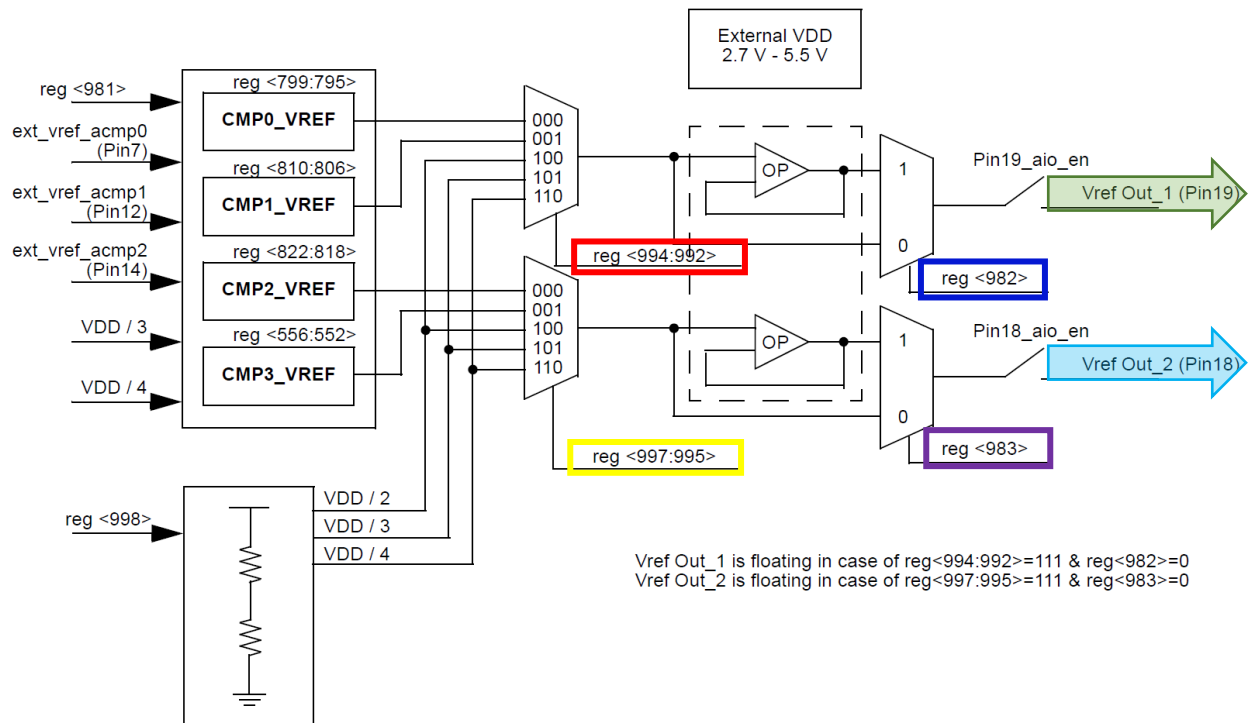 External VDD
2.7 V - 5.5 V
reg <981>
ext_vref_acmp0
(Pin7)
ext_vref_acmp1
(Pin12)
ext_vref_acmp2
(Pin14)
VDD / 3
VDD / 4
reg <799:795>
CMP0_VREF
reg <810:806>
CMP1_VREF
reg <822:818>
CMP2_VREF
reg <556:552>
CMP3_VREF
000
001
100
101
110
reg <994:992>
OP
1
0
reg <982>
Pin19_aio_en
Vref Out_1 (Pin19)
000
001
100
101
110
reg <997:995>
OP
1
0
reg <983>
Pin18_aio_en
Vref Out_2 (Pin18)
reg <998>
VDD / 2
VDD / 3
VDD / 4
Vref Out_1 is floating in case of reg<994:992>=111 & reg<982>=0
Vref Out_2 is floating in case of reg<997:995>=111 & reg<983>=0